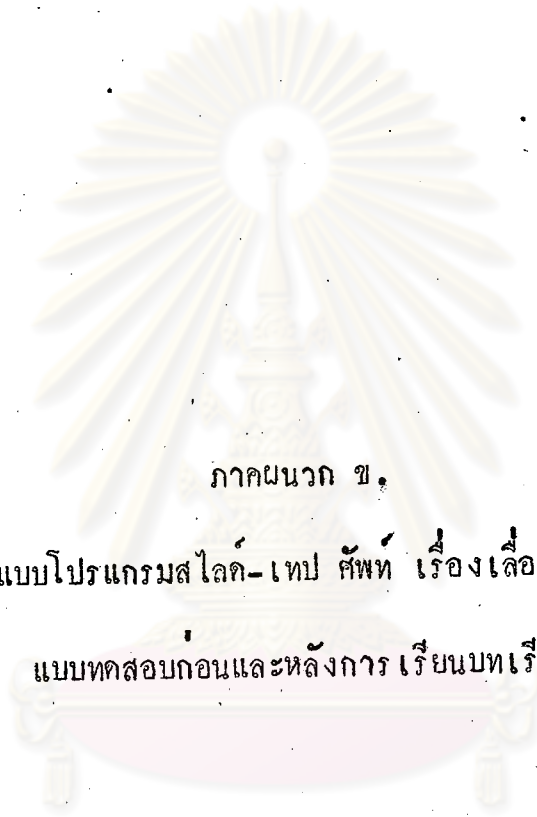 ภาคผนวก ข.
แบบโปรแกรมสไลด์-เทป ศัพท์ เรื่องเลื่อ
แบบทดสอบก่อนและหลังการเรียนบทเรี